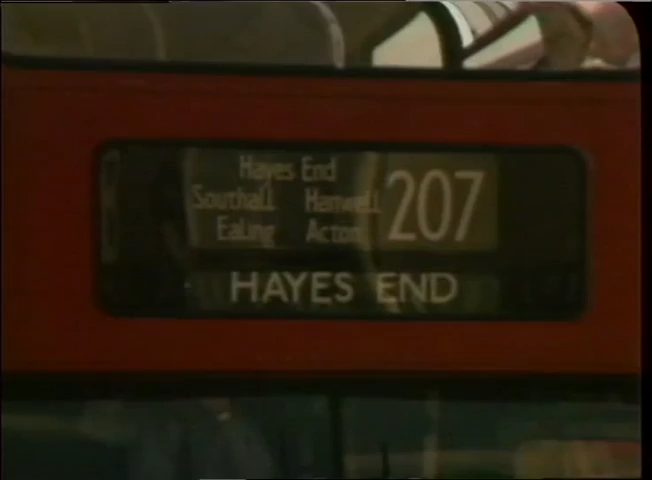 Hayes End
Southall Hanwell 207
Ealing Acton
HAYES END